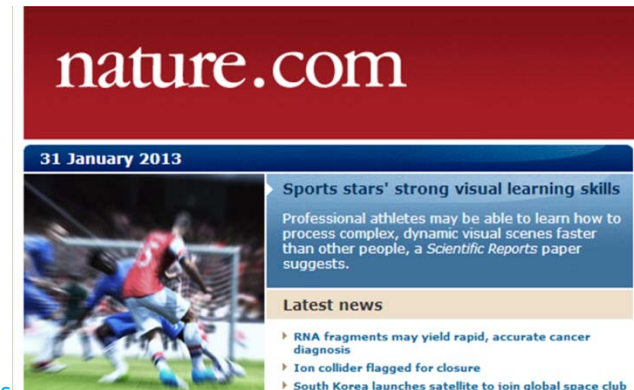 nature.com
31 January 2013
Sports stars' strong visual learning skills
Professional athletes may be able to learn how to
process complex, dynamic visual scenes faster
than other people, a Scientific Reports paper
suggests.
Latest news
RNA fragments may yield rapid, accurate cancer
diagnosis
Ion collider flagged for closure
South Korea launches satellite to join global space club